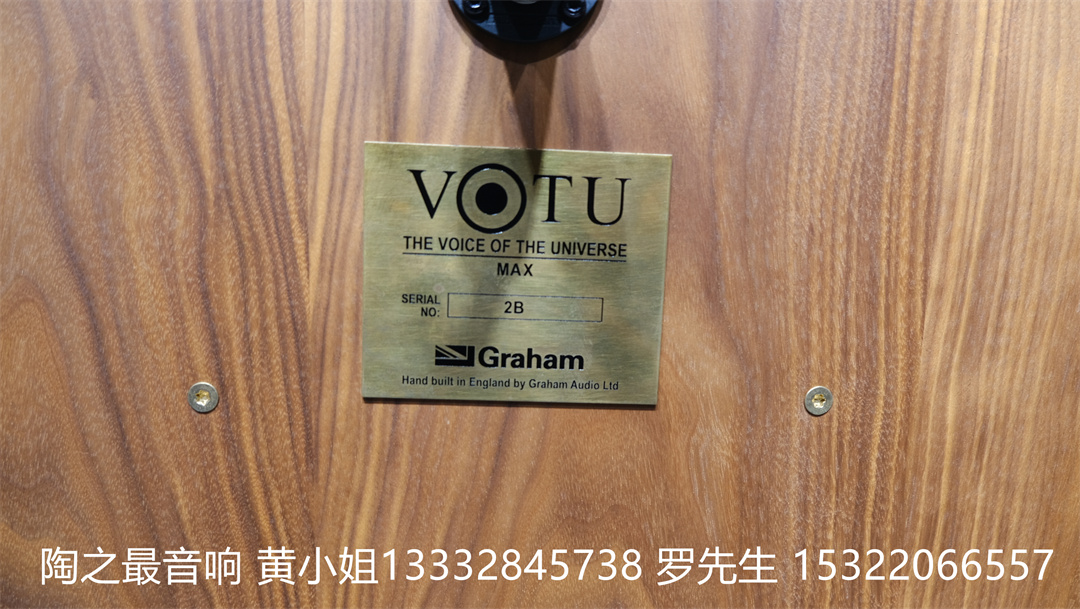 VOTU
THE VOICE OF THE UNIVERSE
MAX
SERIAL NO: 2B
Graham
Hand built in England by Graham Audio Ltd
陶之最音响 黄小姐13332845738 罗先生 15322066557